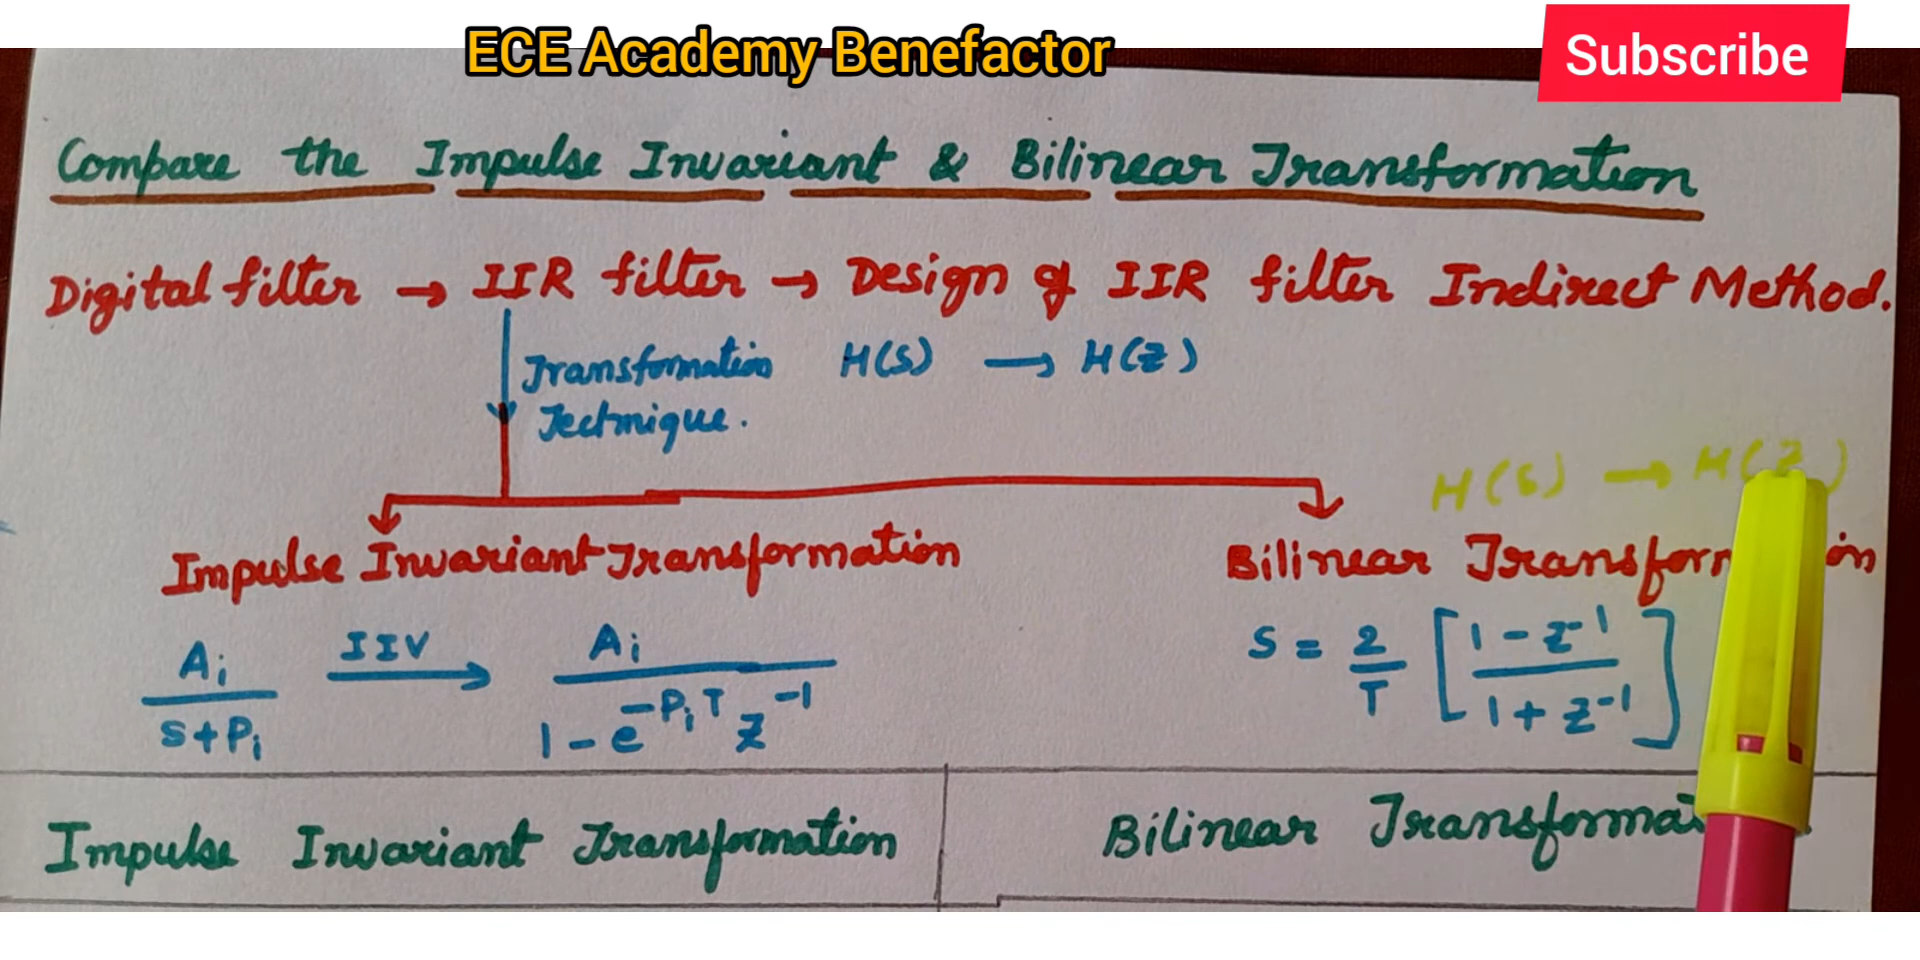 ECE Academy Benefactor
Subscribe
Compare the Impulse Invariant & Bilinear Transformation
Digital filter → IIR filter → Design of IIR filter Indirect Method.
Transformation H(S) → H(Z)
Technique.
H(S) → H(Z)
Impulse Invariant Transformation
Bilinear
A_i / (S+P_i) IIV → A_i / (1-e^{-P_i T} Z^{-1})
S = 2/T [ (1-Z^{-1}) / (1+Z^{-1}) ]
Impulse Invariant Transformation
Bilinear